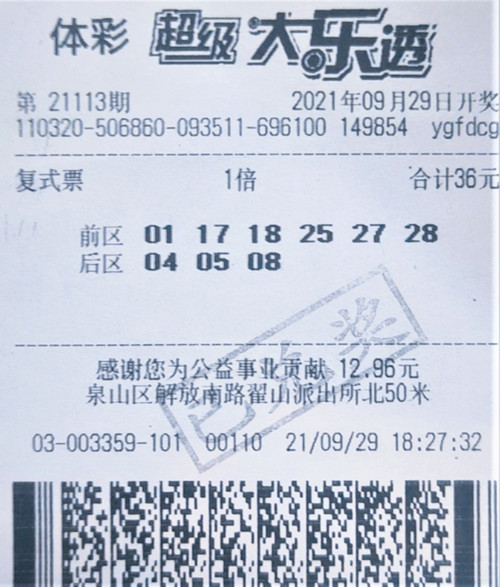 体彩 超级大乐透
第 21113期 2021年09月29日开奖
110320-506860-093511-696100 149854 ygfdcg
复式票 1倍 合计36元
前区 01 17 18 25 27 28
后区 04 05 08
已兑奖
感谢您为公益事业贡献 12.96元
泉山区解放南路翟山派出所北50米
03-003359-101 00110 21/09/29 18:27:32